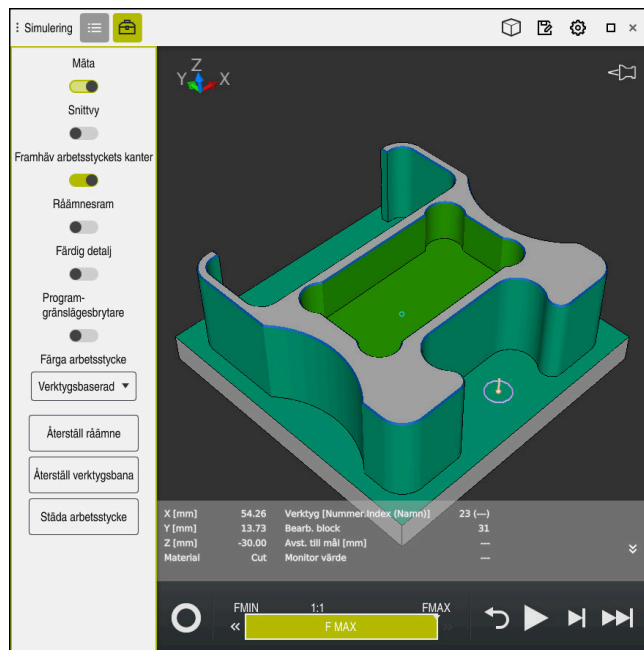 Simulering
Mäta
Snittvy
Framhäv arbetsstyckets kanter
Råämnesram
Färdig detalj
Program-
gränslägesbrytare
Färga arbetsstycke
Verktygsbaserad
Återställ råämne
Återställ verktygsbana
Städa arbetsstycke
Z
Y X
X [mm] 54.26 Verktyg [Nummer.Index (Namn)] 23 (---)
Y [mm] 13.73 Bearb. block 31
Z [mm] -30.00 Avst. till mål [mm] ---
Material Cut Monitor värde ---
FMIN 1:1 FMAX
F MAX